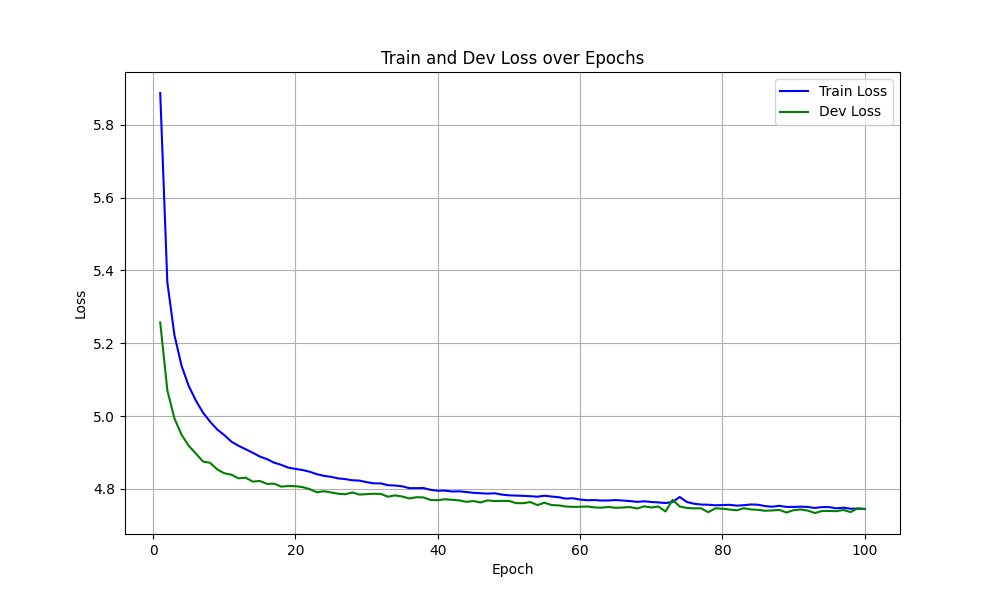 Train and Dev Loss over Epochs
Train Loss
Dev Loss
5.8
5.6
5.4
5.2
5.0
4.8
Loss
0 20 40 60 80 100
Epoch